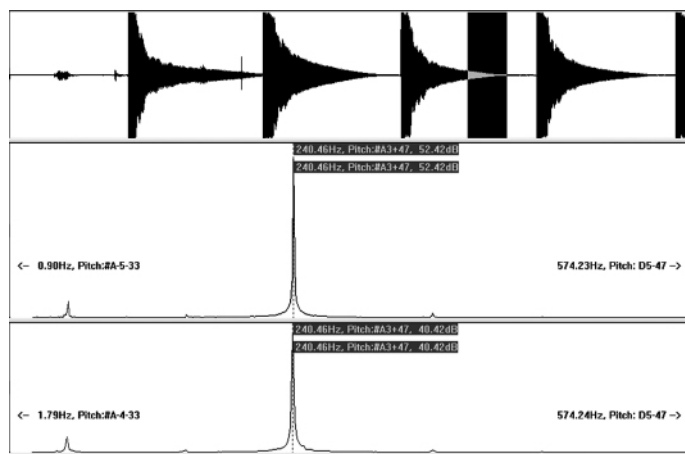 240.46Hz, Pitch:#A3+47, 52.42dB
240.46Hz, Pitch:#A3+47, 52.42dB
<- 0.90Hz, Pitch:#A-5-33 574.23Hz, Pitch: D5-47 ->
240.46Hz, Pitch:#A3+47, 40.42dB
240.46Hz, Pitch:#A3+47, 40.42dB
<- 1.79Hz, Pitch:#A-4-33 574.24Hz, Pitch: D5-47 ->